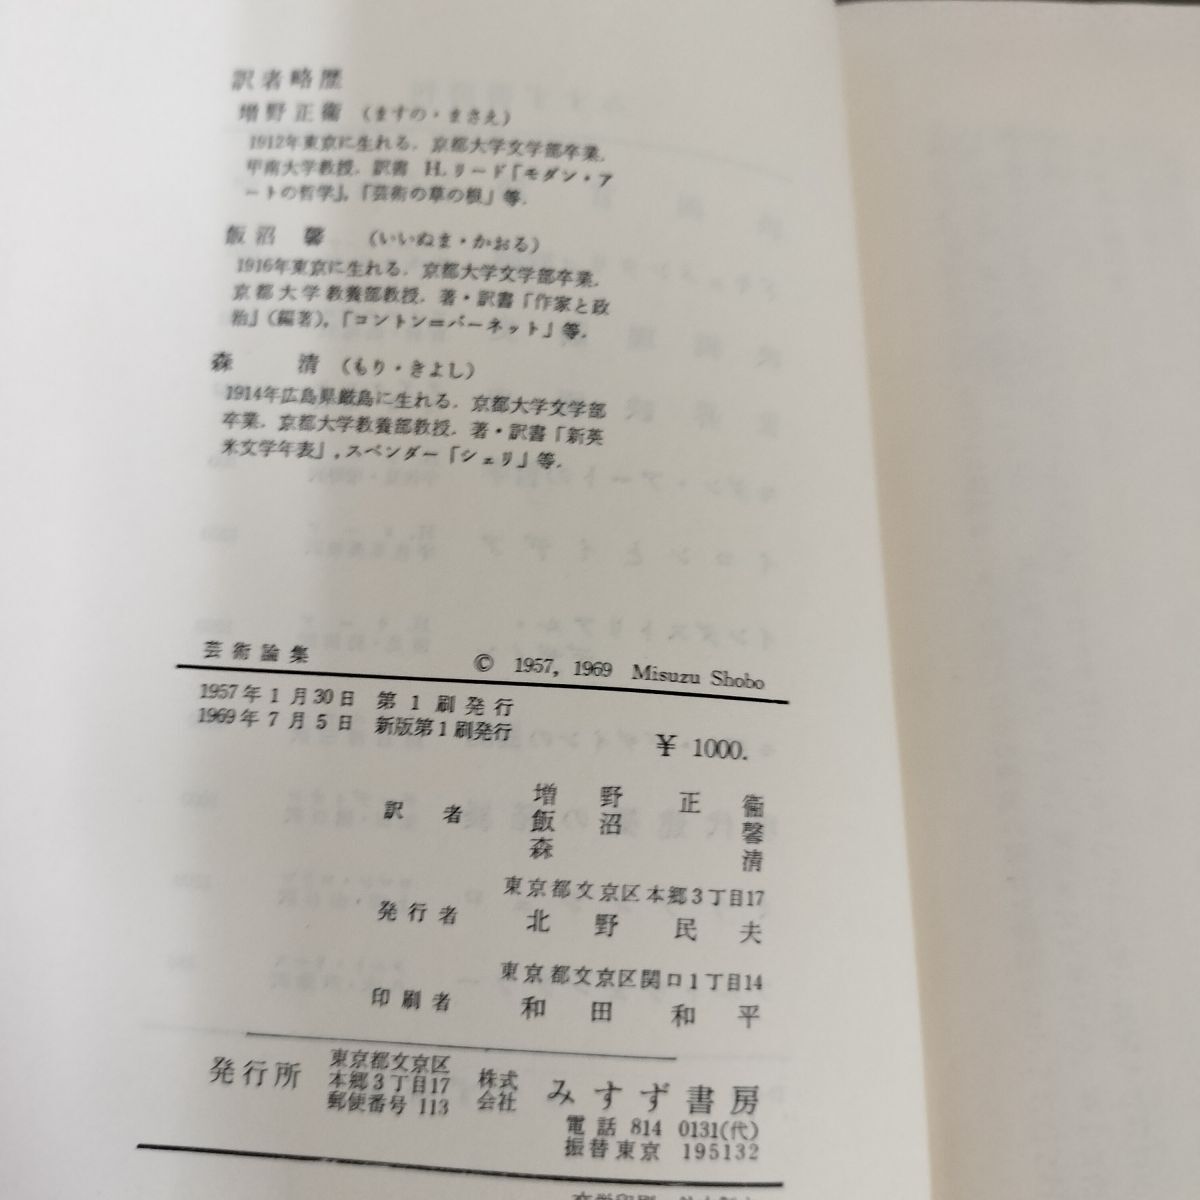 訳者略歴
増野正衞 (ますの・まさえ)
1912年東京に生れる. 京都大学文学部卒業.
甲南大学教授. 訳書 H. リード「モダン・ア
ートの哲学」,「芸術の草の根」等.
飯沼 馨 (いいぬま・かおる)
1916年東京に生れる. 京都大学文学部卒業.
京都大学教養部教授. 著・訳書「作家と政
治」(編著),「コントン=バーネット」等.
森 清 (もり・きよし)
1914年広島県厳島に生れる. 京都大学文学部
卒業. 京都大学教養部教授. 著・訳書「新英
米文学年表」,スペンダー「シェリ」等.
芸術論集
© 1957, 1969 Misuzu Shobo
1957年1月30日 第1刷発行
1969年7月5日 新版第1刷発行
¥ 1000.
訳者
増野正衞
飯沼馨
森清
東京都文京区本郷3丁目17
発行者 北野民夫
東京都文京区関口1丁目14
印刷者 和田和平
発行所
東京都文京区
本郷3丁目17
郵便番号 113
株式
会社
みすず書房
電話 814 0131(代)
振替東京 195132